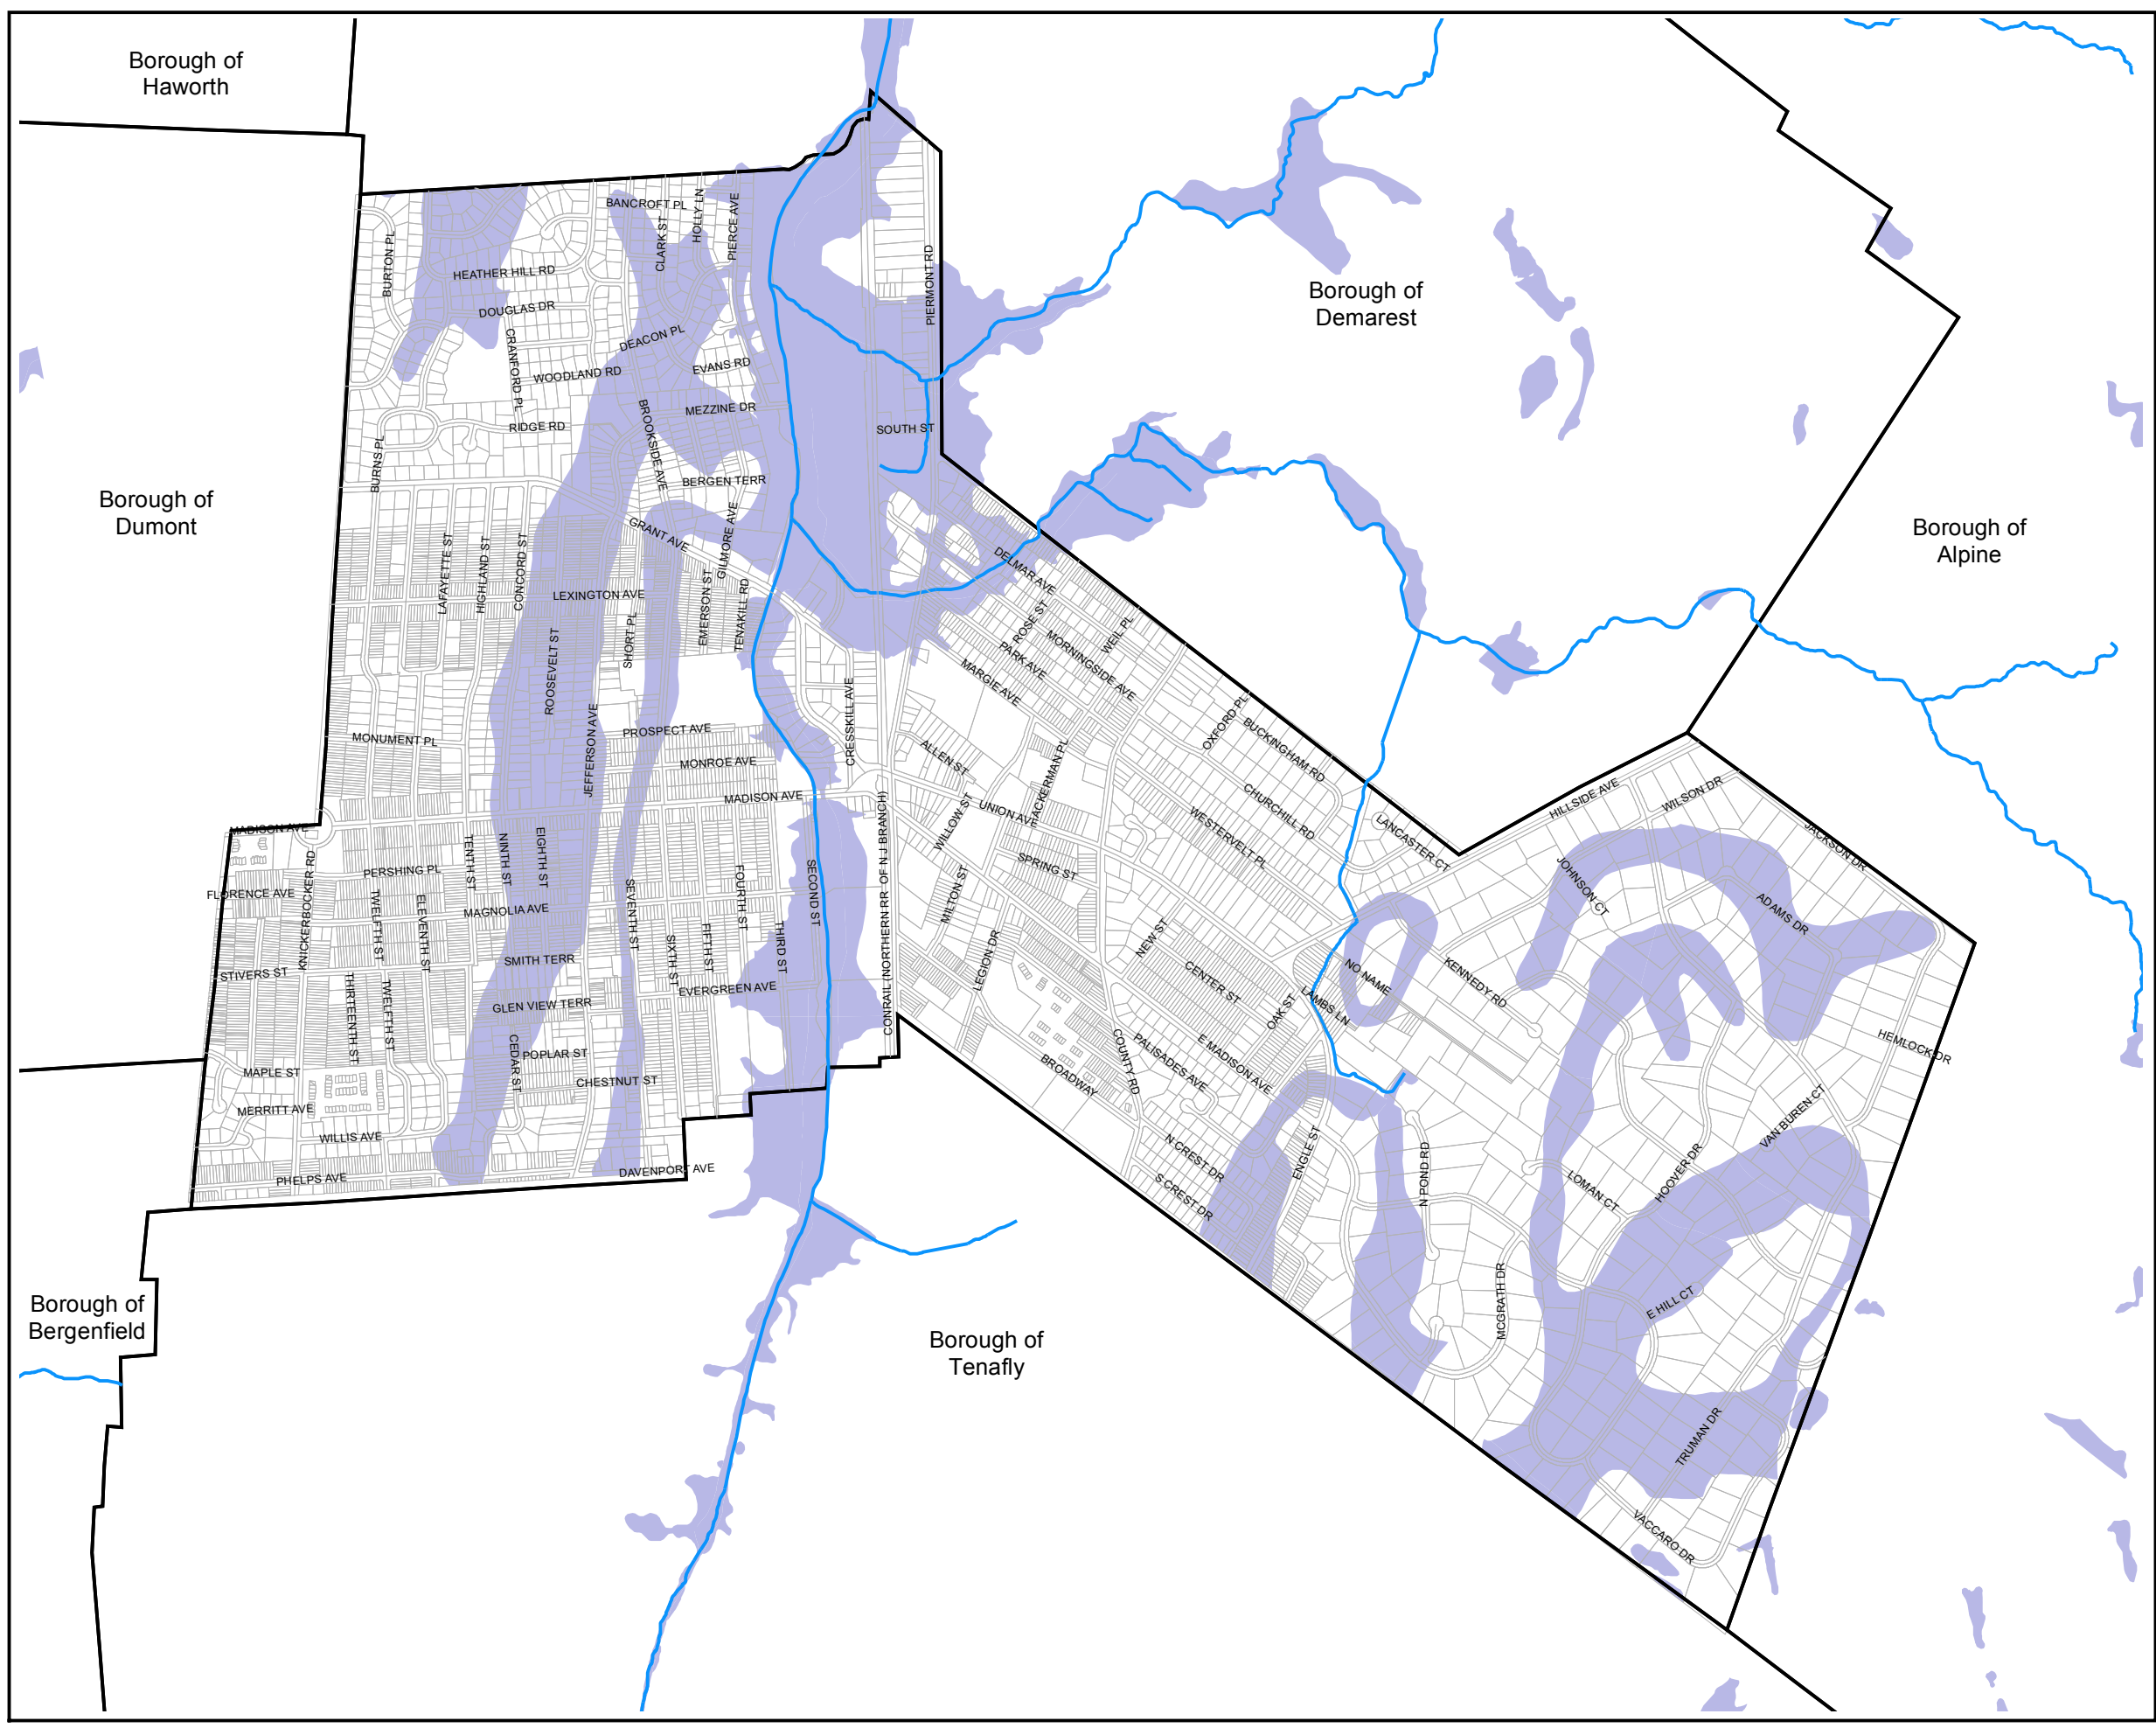 Borough of
Haworth
BANCROFT PL
HOLLY LN
PIERCE AVE
CLARK ST
BURTON PL
HEATHER HILL RD
DOUGLAS DR
PIERMONT RD
Borough of
Demarest
CRANFORD PL
DEACON PL
EVANS RD
WOODLAND RD
MEZZINE DR
BROOKSIDE AVE
RIDGE RD
SOUTH ST
BURNS PL
BERGEN TERR
Borough of
Dumont
GRANT AVE
GILMORE AVE
Borough of
Alpine
LAFAYETTE ST
HIGHLAND ST
CONCORD ST
DELMAR AVE
LEXINGTON AVE
EMERSON ST
TENAKILL RD
ROSE ST
WEIL PL
ROOSEVELT ST
SHORT PL
MORNINGSIDE AVE
PARK AVE
MARGIE AVE
CRESSKILL AVE
OXFORD PL
BUCKINGHAM RD
JEFFERSON AVE
PROSPECT AVE
MONUMENT PL
MONROE AVE
ALLEN ST
HACKERMAN PL
MADISON AVE
MADISON AVE
UNION AVE
WILLOW ST
CHURCHILL RD
WESTERVELT PL
LANCASTER CT
HILLSIDE AVE
WILSON DR
JACKSON DR
TENTH ST
NINTH ST
EIGHTH ST
PERSHING PL
FLORENCE AVE
KNICKERBOCKER RD
TWELFTH ST
ELEVENTH ST
MAGNOLIA AVE
SEVENTH ST
SIXTH ST
FIFTH ST
FOURTH ST
THIRD ST
SECOND ST
CONRAIL (NORTHERN RR OF N J BRANCH)
MILTON ST
SPRING ST
JOHNSON CT
ADAMS DR
STIVERS ST
SMITH TERR
EVERGREEN AVE
LEGION DR
NEW ST
CENTER ST
NO NAME
KENNEDY RD
LAMBS LN
OAK ST
THIRTEENTH ST
TWELFTH ST
GLEN VIEW TERR
CEDAR ST
POPLAR ST
CHESTNUT ST
MAPLE ST
MERRITT AVE
WILLIS AVE
PHELPS AVE
DAVENPORT AVE
COUNTY RD
BROADWAY
PALISADES AVE
E MADISON AVE
HEMLOCK DR
VAN BUREN CT
N CREST DR
S CREST DR
ENGLE ST
N POND RD
LOMAN CT
HOOVER DR
MCGRATH DR
E HILL CT
Borough of
Bergenfield
Borough of
Tenafly
TRUMAN DR
VACCARO DR